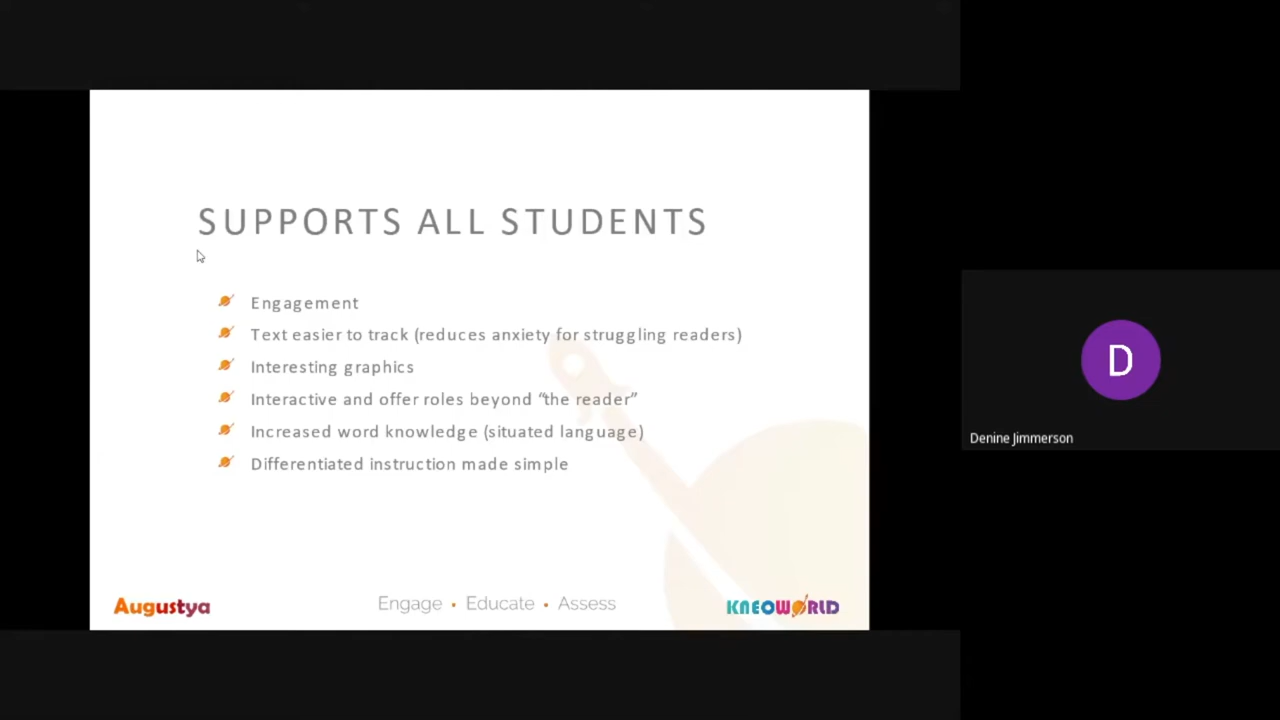 SUPPORTS ALL STUDENTS
Engagement
Text easier to track (reduces anxiety for struggling readers)
Interesting graphics
Interactive and offer roles beyond “the reader”
Increased word knowledge (situated language)
Differentiated instruction made simple
Augustya
Engage • Educate • Assess
KNEOWORLD
D
Denine Jimmerson